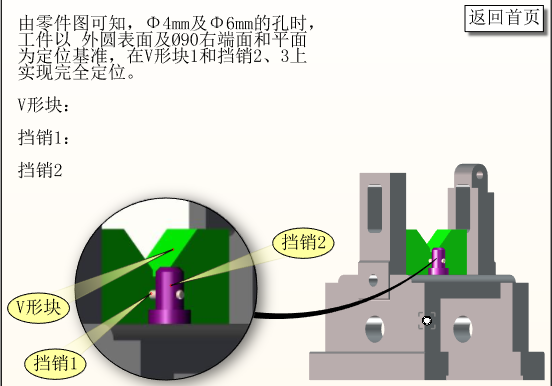 由零件图可知，Φ4mm及Φ6mm的孔时，
工件以 外圆表面及Ø90右端面和平面
为定位基准，在V形块1和挡销2、3上
实现完全定位。
V形块：
挡销1：
挡销2
返回首页
挡销2
V形块
挡销1